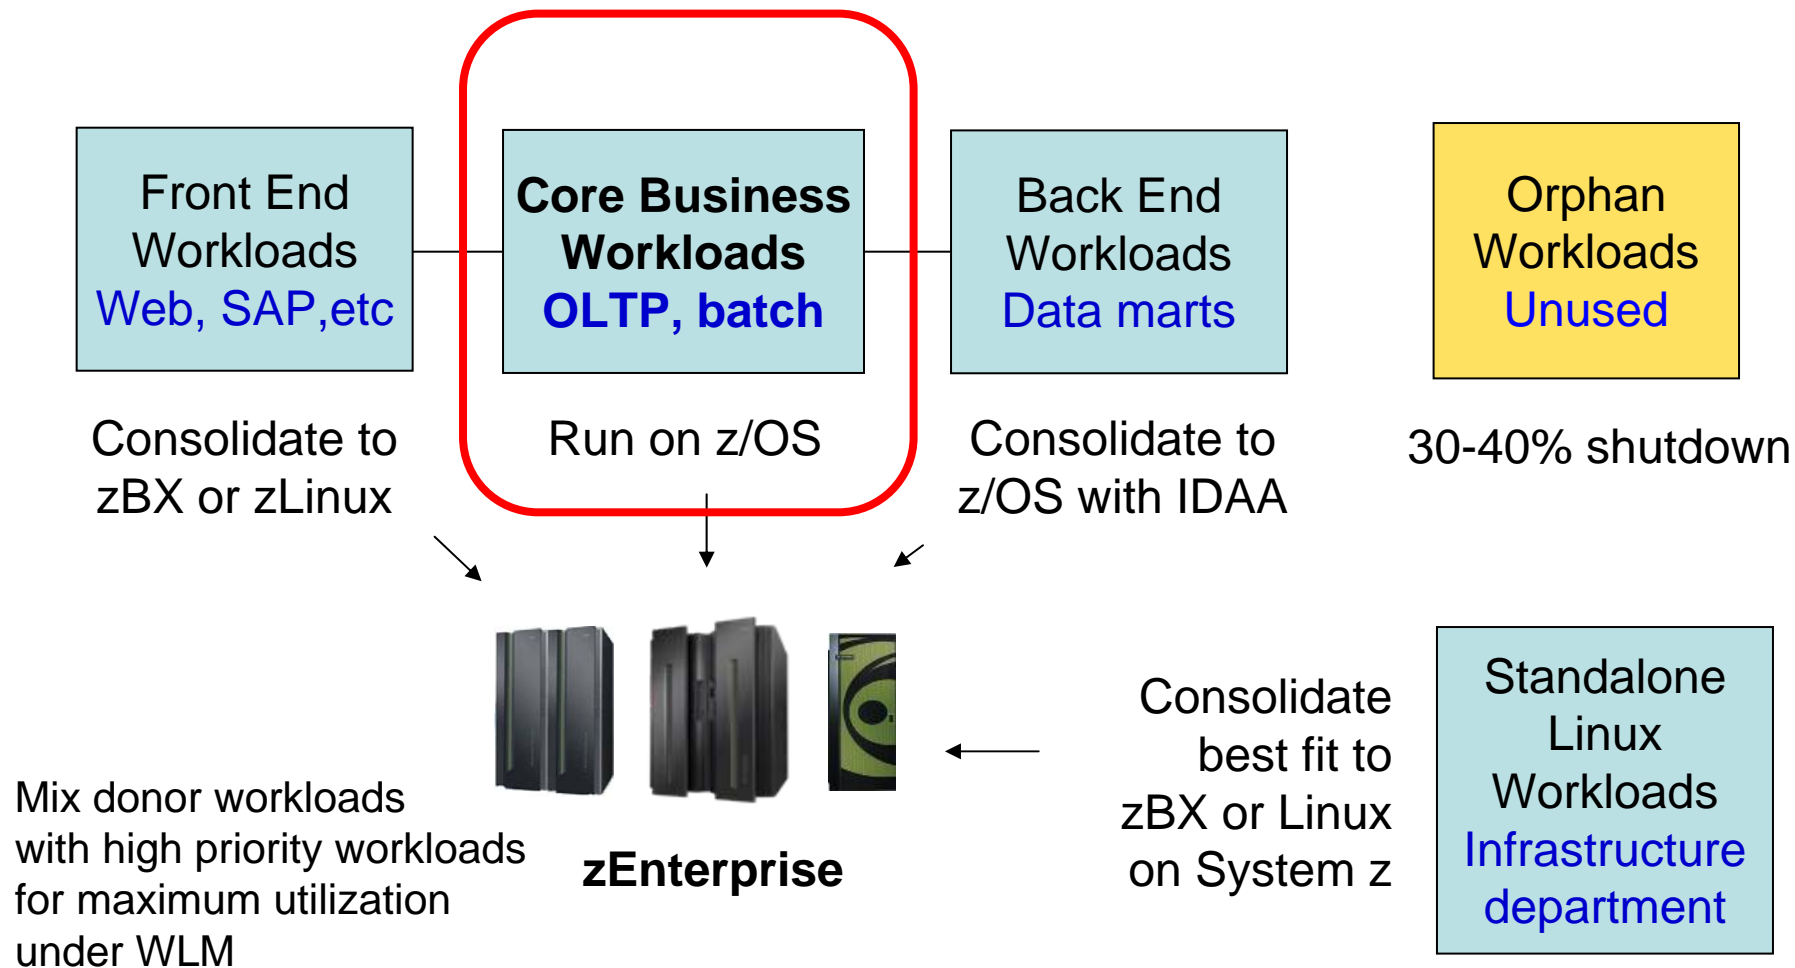 Front End
Workloads
Web, SAP,etc
Core Business
Workloads
OLTP, batch
Back End
Workloads
Data marts
Orphan
Workloads
Unused
Consolidate to
zBX or zLinux
Run on z/OS
Consolidate to
z/OS with IDAA
30-40% shutdown
Mix donor workloads
with high priority workloads
for maximum utilization
under WLM
zEnterprise
Consolidate
best fit to
zBX or Linux
on System z
Standalone
Linux
Workloads
Infrastructure
department